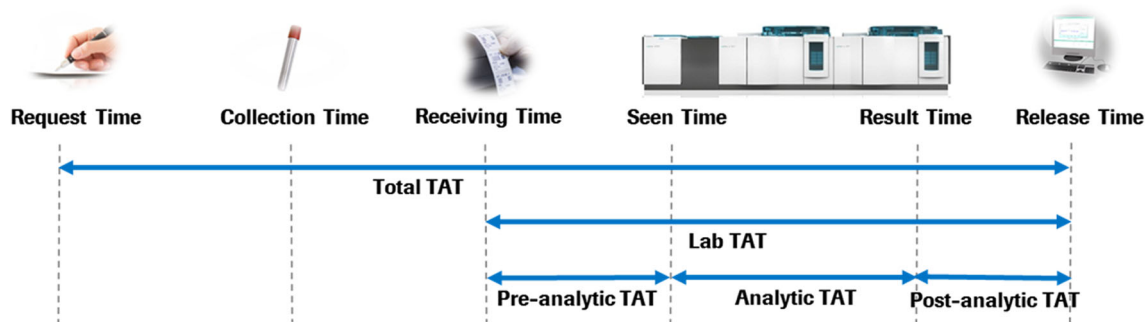 Request Time
Collection Time
Receiving Time
Seen Time
Result Time
Release Time
Total TAT
Lab TAT
Pre-analytic TAT
Analytic TAT
Post-analytic TAT